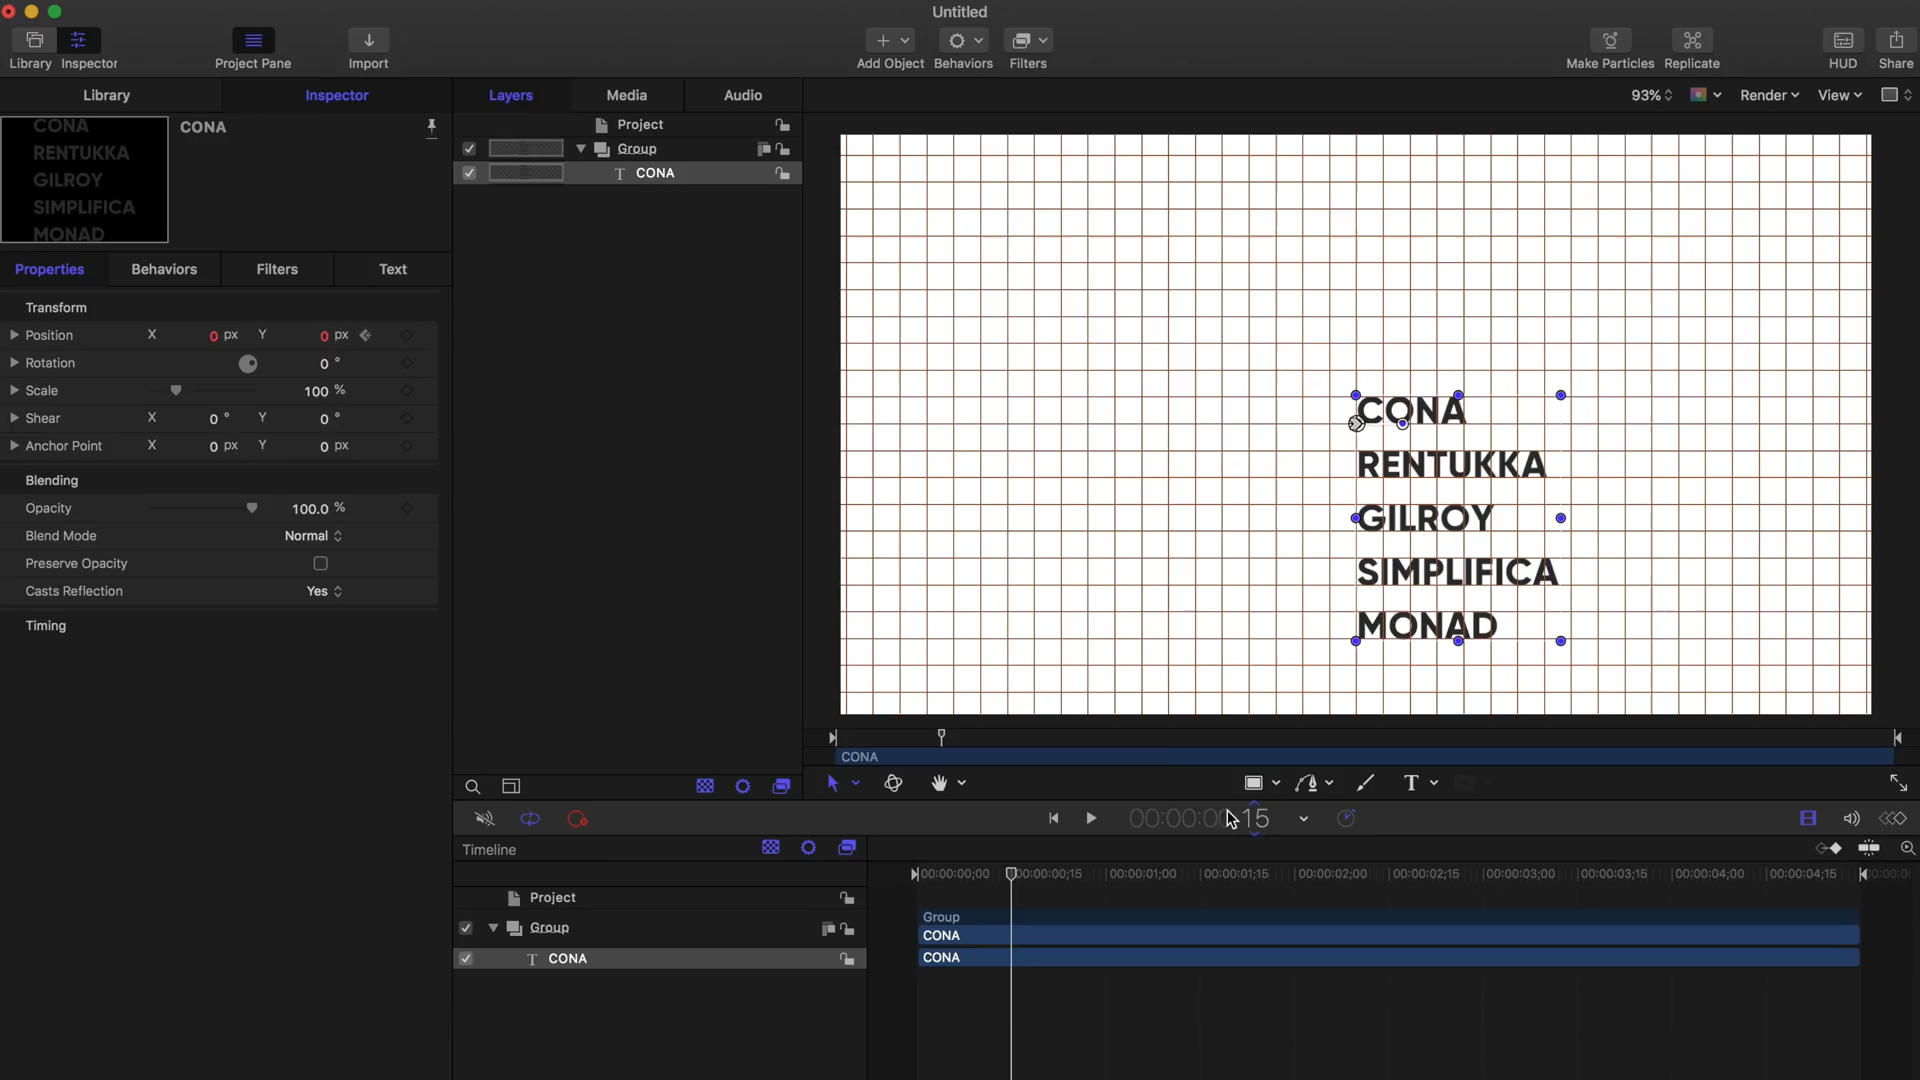 Untitled
Library Inspector Project Pane Import Add Object Behaviors Filters Make Particles Replicate HUD Share
Library Inspector Layers Media Audio 93% Render View
CONA
RENTUKKA
GILROY
SIMPLIFICA
MONAD
CONA
Project
Group
CONA
Properties Behaviors Filters Text
Transform
Position X 0 px Y 0 px
Rotation 0 °
Scale 100 %
Shear X 0 ° Y 0 °
Anchor Point X 0 px Y 0 px
Blending
Opacity 100.0 %
Blend Mode Normal
Preserve Opacity
Casts Reflection Yes
Timing
CONA
RENTUKKA
GILROY
SIMPLIFICA
MONAD
CONA
T
Timeline
00:00:00;00 00:00:00;15 00:00:01;00 00:00:01;15 00:00:02;00 00:00:02;15 00:00:03;00 00:00:03;15 00:00:04;00 00:00:04;15
Project
Group
CONA
Group
CONA
CONA